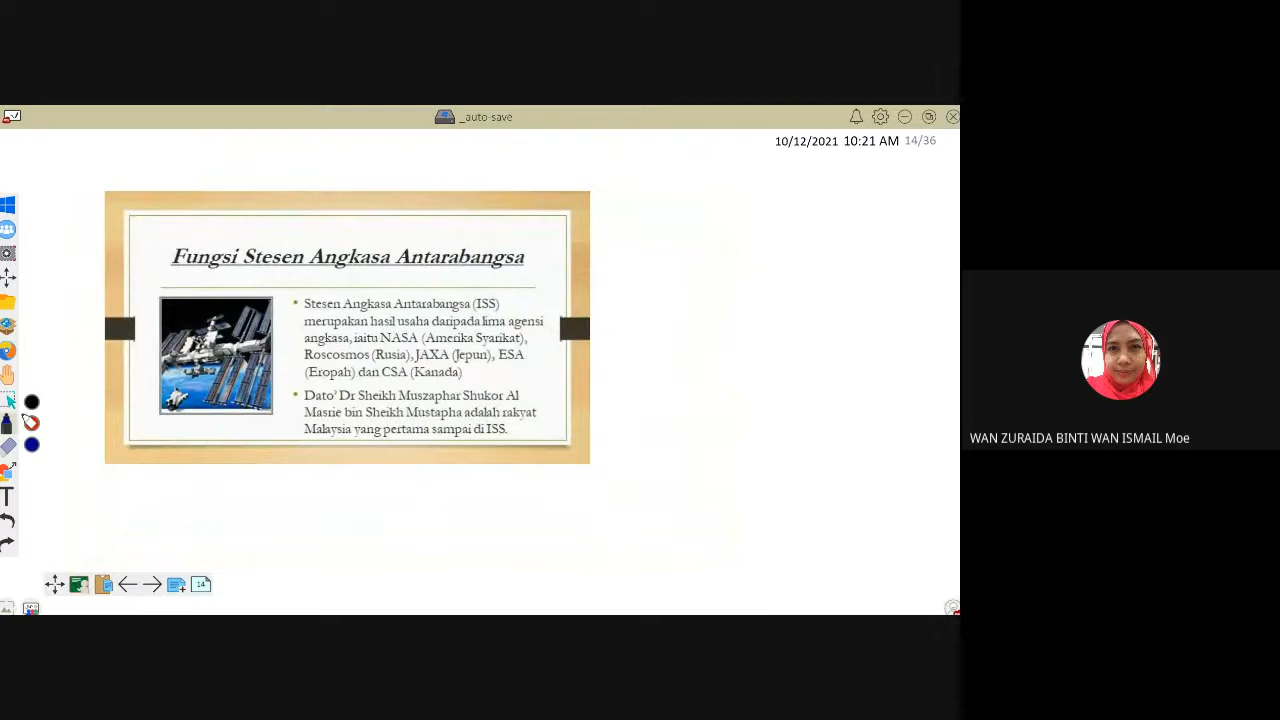 _auto-save
10/12/2021 10:21 AM 14/36
Fungsi Stesen Angkasa Antarabangsa
• Stesen Angkasa Antarabangsa (ISS)
merupakan hasil usaha daripada lima agensi
angkasa, iaitu NASA (Amerika Syarikat),
Roscosmos (Rusia), JAXA (Jepun), ESA
(Eropah) dan CSA (Kanada)
• Dato' Dr Sheikh Muszaphar Shukor Al
Masrie bin Sheikh Mustapha adalah rakyat
Malaysia yang pertama sampai di ISS.
WAN ZURAIDA BINTI WAN ISMAIL Moe
T
14